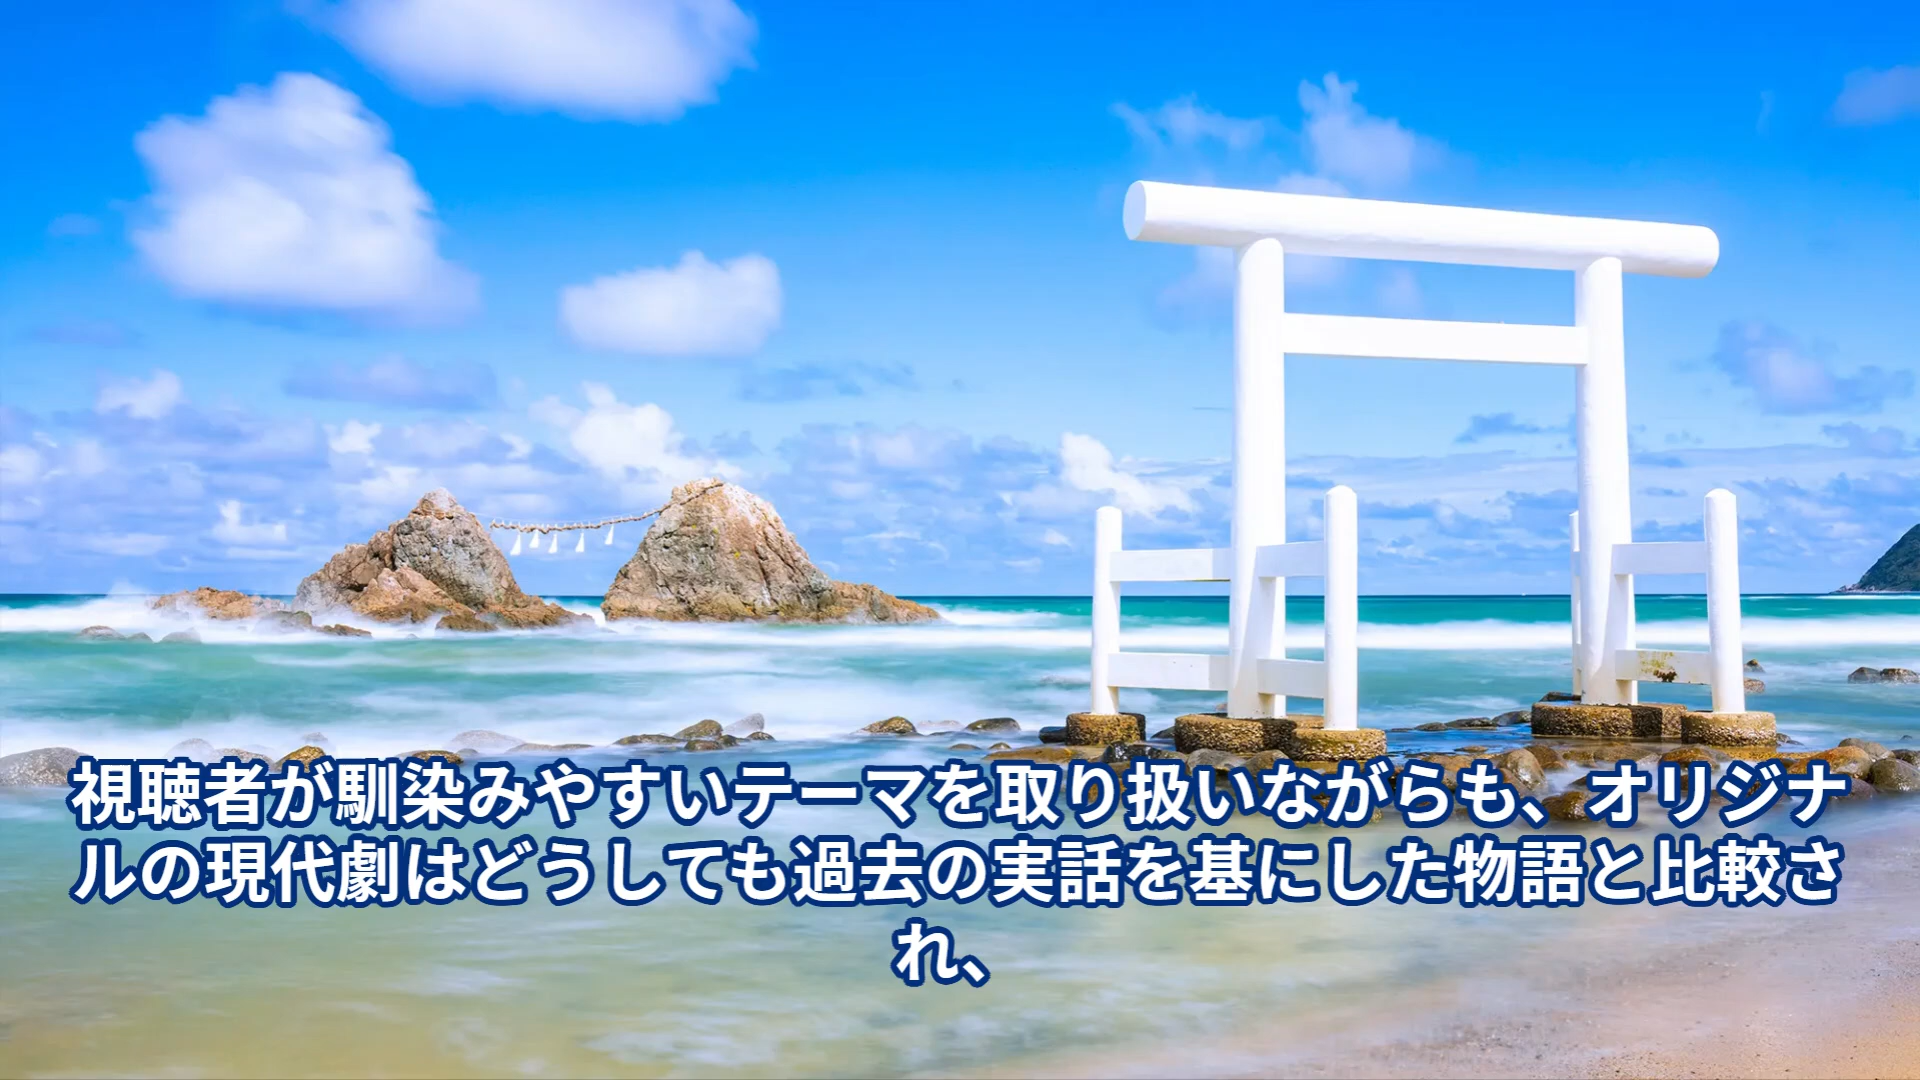 視聴者が馴染みやすいテーマを取り扱いながらも、オリジナ
ルの現代劇はどうしても過去の実話を基にした物語と比較さ
れ、